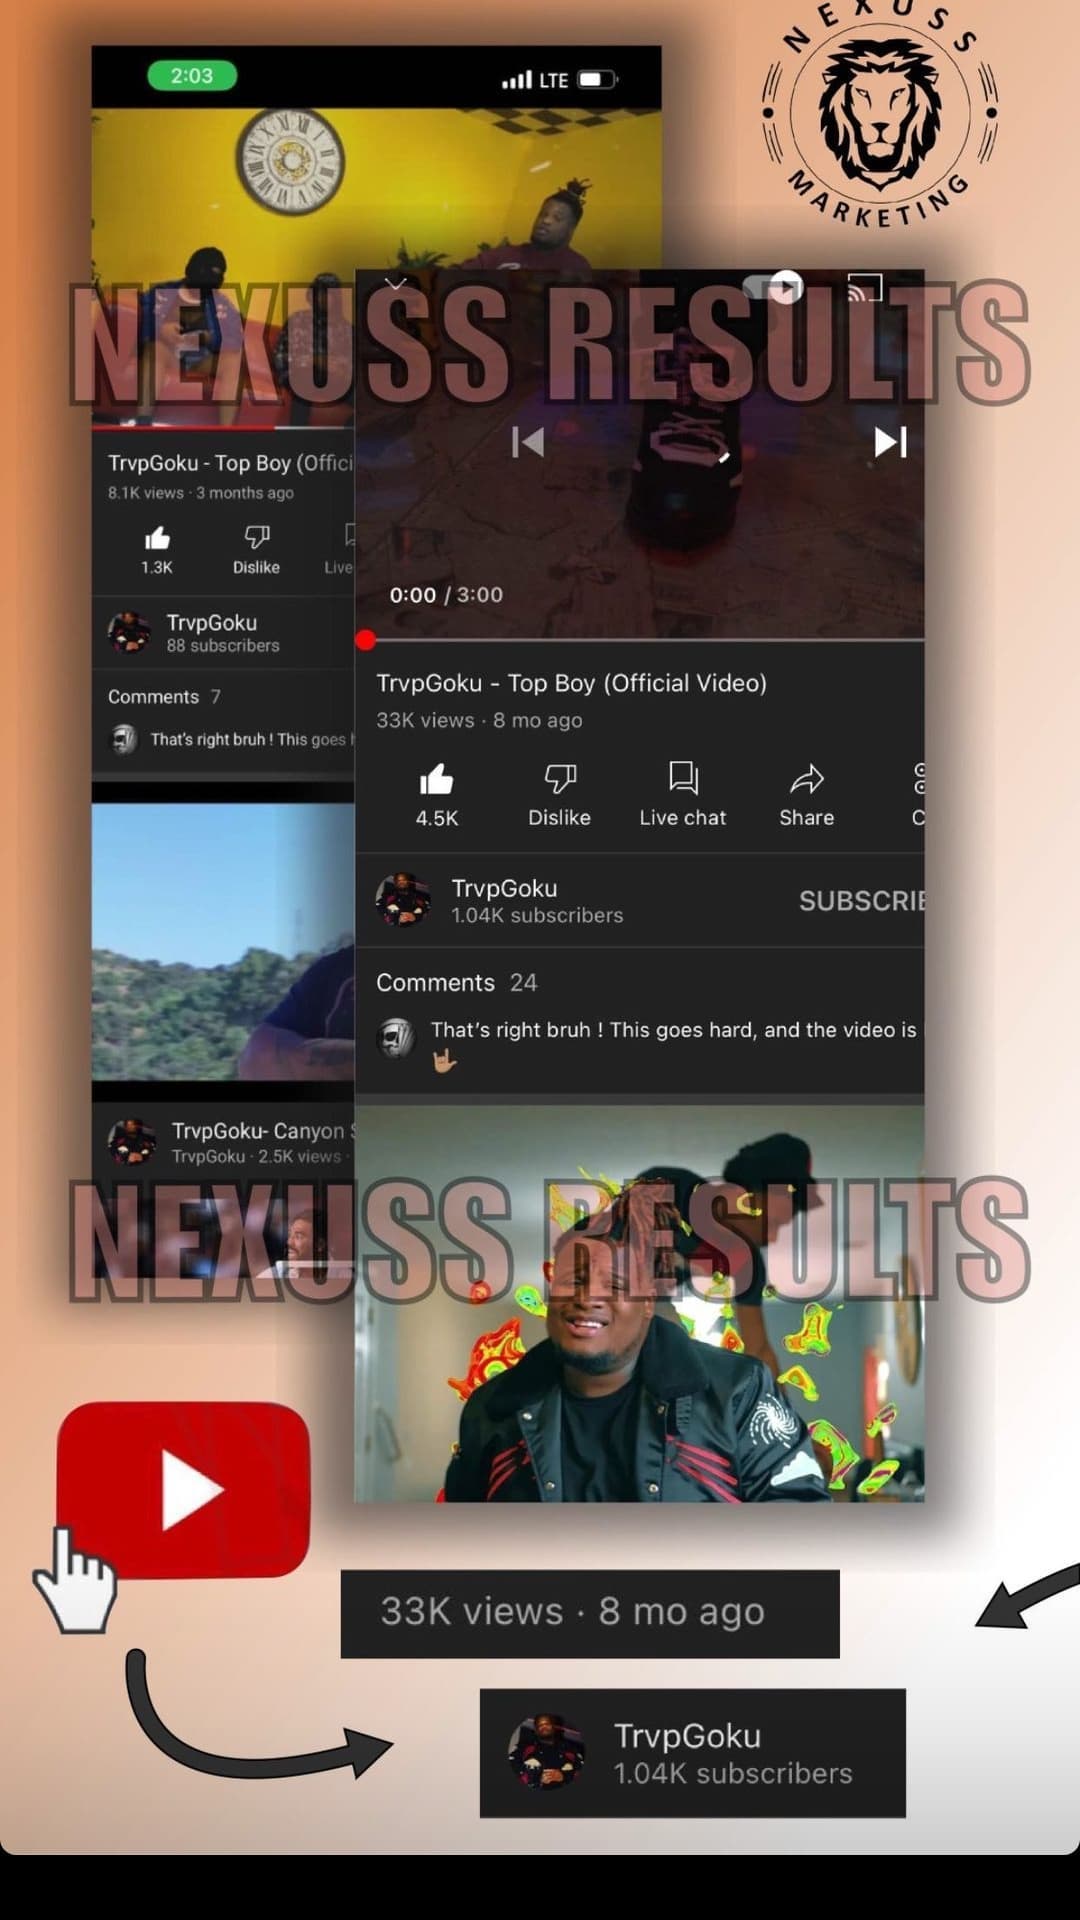 NEXUSS
MARKETING
2:03
LTE
NEXUSS RESULTS
TrvpGoku - Top Boy (Offici
8.1K views · 3 months ago
1.3K
Dislike
Live
TrvpGoku
88 subscribers
Comments 7
That's right bruh ! This goes
0:00 / 3:00
TrvpGoku - Top Boy (Official Video)
33K views · 8 mo ago
4.5K
Dislike
Live chat
Share
C
TrvpGoku
1.04K subscribers
SUBSCRIB
Comments 24
That's right bruh ! This goes hard, and the video is
🤟🏽
TrvpGoku- Canyon
TrvpGoku · 2.5K views ·
NEXUSS RESULTS
33K views · 8 mo ago
TrvpGoku
1.04K subscribers